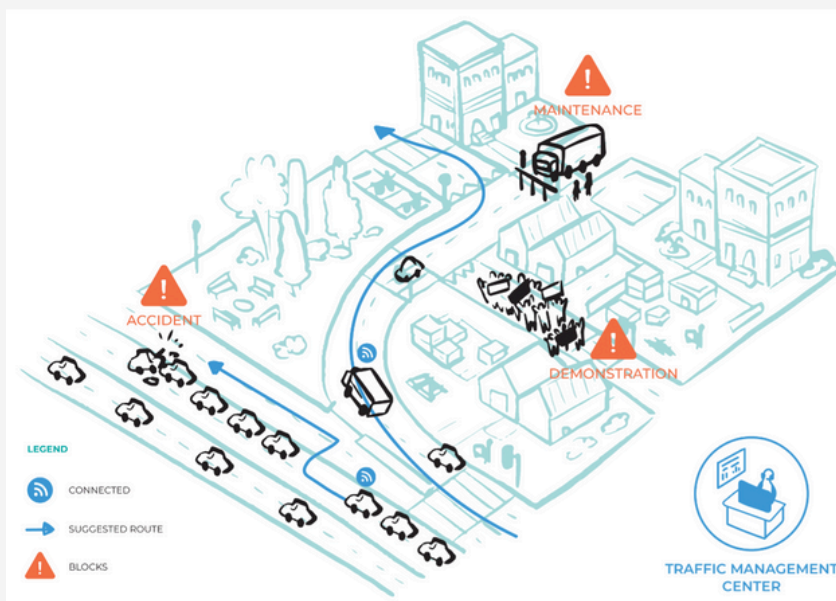 MAINTENANCE
ACCIDENT
DEMONSTRATION
LEGEND
CONNECTED
SUGGESTED ROUTE
BLOCKS
TRAFFIC MANAGEMENT
CENTER